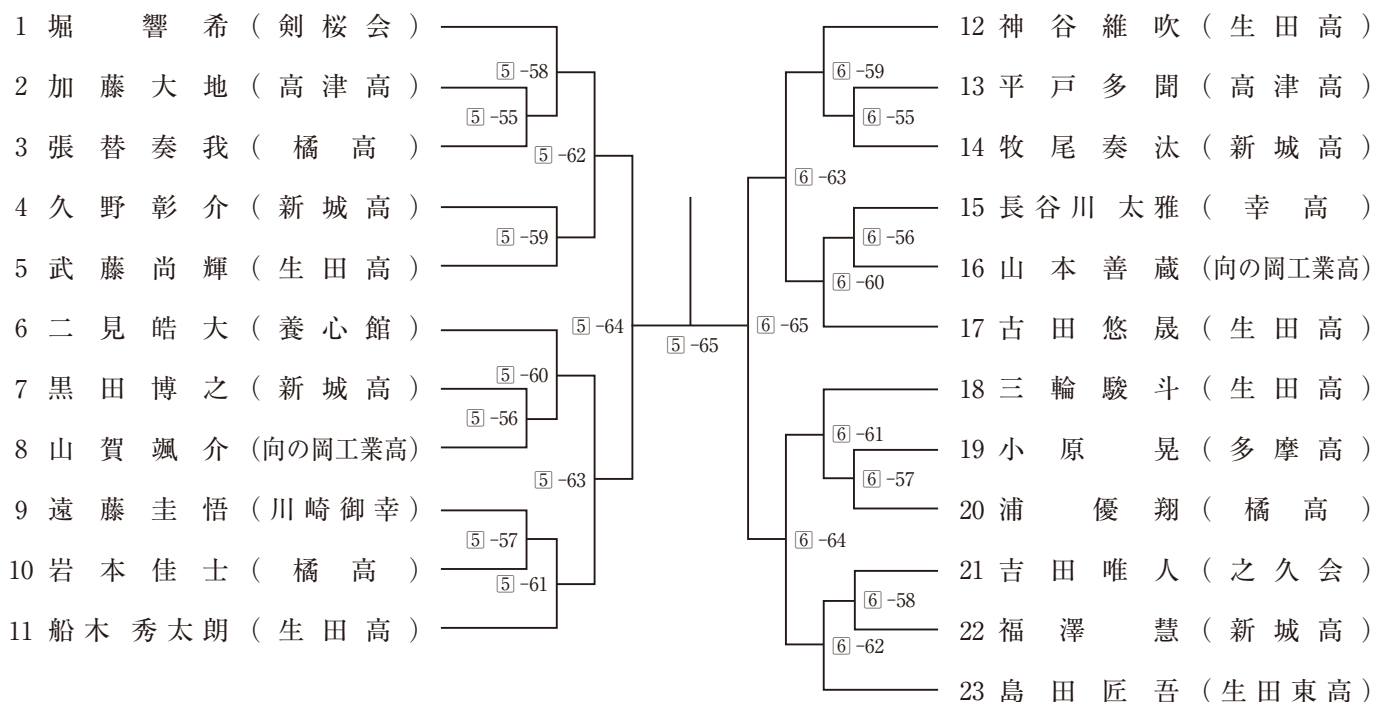 1 堀 響 希 ( 剣 桜 会 )
5 -58
2 加 藤 大 地 ( 高 津 高 )
5 -55
3 張 替 奏 我 ( 橘 高 )
5 -62
4 久 野 彰 介 ( 新 城 高 )
5 -59
5 武 藤 尚 輝 ( 生 田 高 )
5 -64
6 二 見 皓 大 ( 養 心 館 )
5 -60
7 黒 田 博 之 ( 新 城 高 )
5 -56
8 山 賀 颯 介 (向の岡工業高)
5 -63
9 遠 藤 圭 悟 ( 川 崎 御 幸 )
5 -57
10 岩 本 佳 士 ( 橘 高 )
5 -61
11 船 木 秀 太 朗 ( 生 田 高 )
5 -65
12 神 谷 維 吹 ( 生 田 高 )
6 -59
13 平 戸 多 聞 ( 高 津 高 )
6 -55
14 牧 尾 奏 汰 ( 新 城 高 )
6 -63
15 長 谷 川 太 雅 ( 幸 高 )
6 -56
16 山 本 善 蔵 (向の岡工業高)
6 -60
17 古 田 悠 晟 ( 生 田 高 )
6 -65
18 三 輪 駿 斗 ( 生 田 高 )
6 -61
19 小 原 晃 ( 多 摩 高 )
6 -57
20 浦 優 翔 ( 橘 高 )
6 -64
21 吉 田 唯 人 ( 之 久 会 )
6 -58
22 福 澤 慧 ( 新 城 高 )
6 -62
23 島 田 匠 吾 ( 生 田 東 高 )